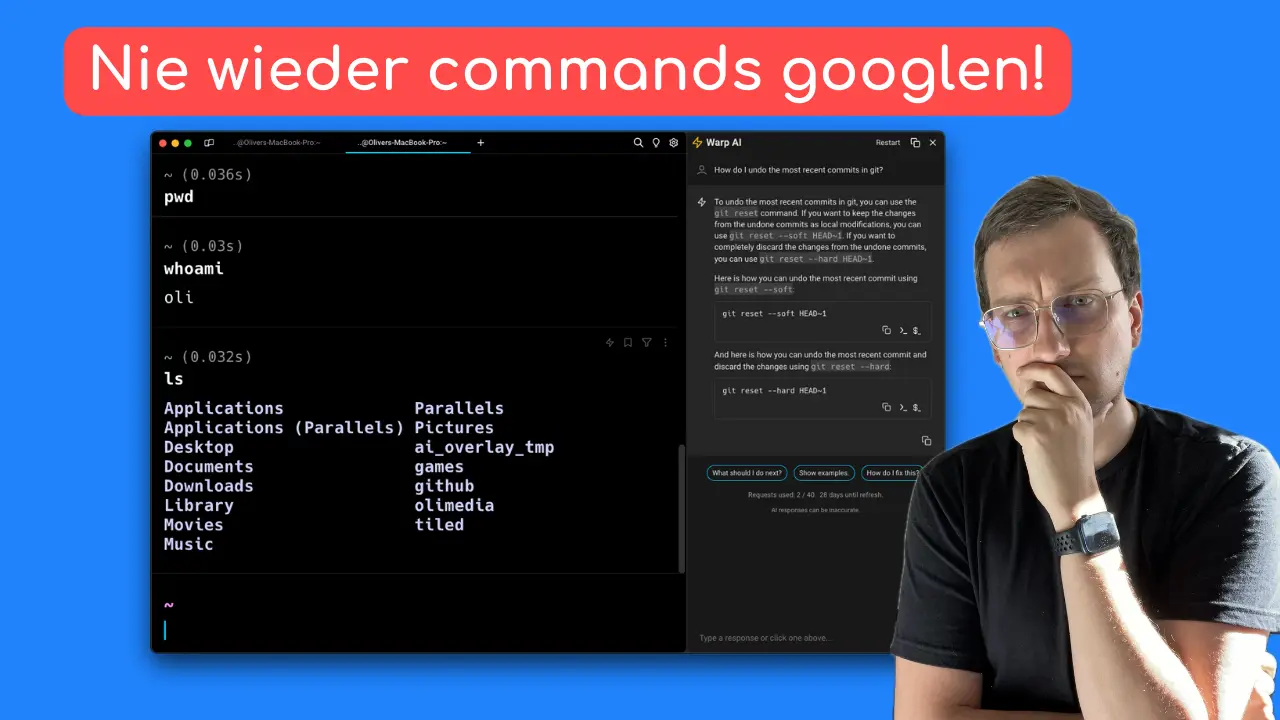 Nie wieder commands googlen!
..@Olivers-MacBook-Pro:~
..@Olivers-MacBook-Pro:~
+
~ (0.036s)
pwd
~ (0.03s)
whoami
oli
~ (0.032s)
ls
Applications Parallels
Applications (Parallels) Pictures
Desktop ai_overlay_tmp
Documents games
Downloads github
Library olimedia
Movies tiled
Music
~
Warp AI
Restart
How do I undo the most recent commits in git?
To undo the most recent commits in git, you can use the
git reset command. If you want to keep the changes
from the undone commits as local modifications, you can
use git reset --soft HEAD~1. If you want to
completely discard the changes from the undone commits,
you can use git reset --hard HEAD~1.
Here is how you can undo the most recent commit using
git reset --soft:
git reset --soft HEAD~1
And here is how you can undo the most recent commit and
discard the changes using git reset --hard:
git reset --hard HEAD~1
What should I do next? Show examples. How do I fix this?
Requests used: 2 / 40. 28 days until refresh.
AI responses can be inaccurate.
Type a response or click one above...